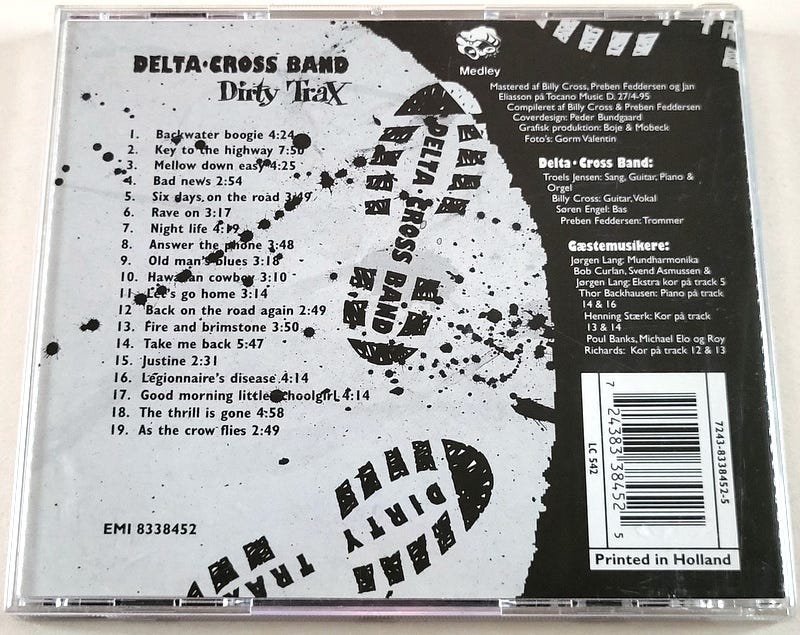 DELTA·CROSS BAND
Dirty TraX
1. Backwater boogie 4:24
2. Key to the highway 7:50
3. Mellow down easy 4:25
4. Bad news 2:54
5. Six days on the road 3:49
6. Rave on 3:17
7. Night life 4:19
8. Answer the phone 3:48
9. Old man's blues 3:18
10. Hawaiian cowboy 3:10
11. Let's go home 3:14
12 Back on the road again 2:49
13. Fire and brimstone 3:50
14. Take me back 5:47
15. Justine 2:31
16. Légionnaire's disease 4:14
17. Good morning little schoolgirl 4:14
18. The thrill is gone 4:58
19. As the crow flies 2:49
EMI 8338452
DELTA·CROSS BAND
DIRTY
TRAX
Medley
Mastered af Billy Cross, Preben Feddersen og Jan
Eliasson på Tocano Music D. 27/4-95
Compileret af Billy Cross & Preben Feddersen
Coverdesign: Peder Bundgaard
Grafisk produktion: Boje & Mobeck
Foto's: Gorm Valentin
Delta·Cross Band:
Troels Jensen: Sang, Guitar, Piano &
Orgel
Billy Cross: Guitar, Vokal
Søren Engel: Bas
Preben Feddersen: Trommer
Gæstemusikere:
Jørgen Lang: Mundharmonika
Bob Curlan, Svend Asmussen &
Jørgen Lang: Ekstra kor på track 5
Thor Backhausen: Piano på track
14 & 16
Henning Stærk: Kor på track
13 & 14
Poul Banks, Michael Elo og Roy
Richards: Kor på track 12 & 13
7 24383 38452 5
LC 542
7243-8338452-5
Printed in Holland